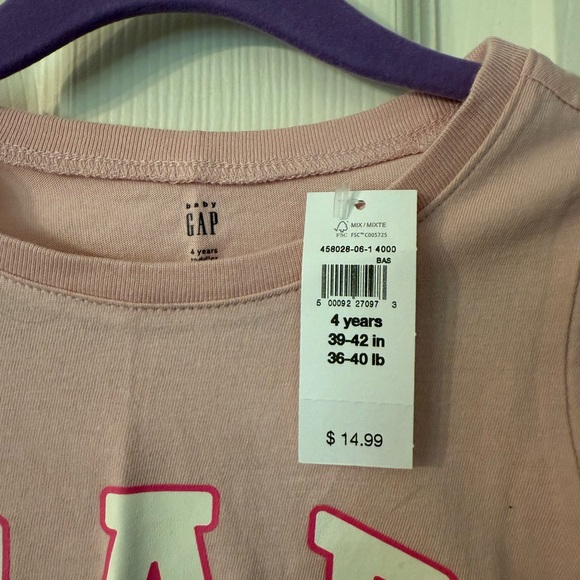 baby
GAP
4 years
MIX / MIXTE
FSC
FSC™ C005725
458028-06-1 4000
BAS
5 00092 27097 3
4 years
39-42 in
36-40 lb
$ 14.99
A